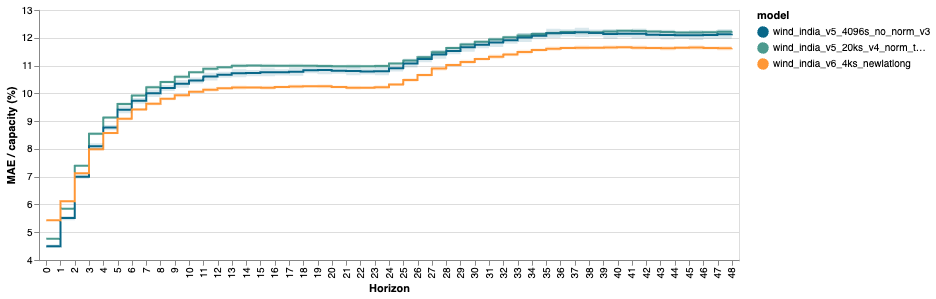 13
12
11
10
9
8
7
6
5
4
MAE / capacity (%)
0 1 2 3 4 5 6 7 8 9 10 11 12 13 14 15 16 17 18 19 20 21 22 23 24 25 26 27 28 29 30 31 32 33 34 35 36 37 38 39 40 41 42 43 44 45 46 47 48
Horizon
model
wind_india_v5_4096s_no_norm_v3
wind_india_v5_20ks_v4_norm_t…
wind_india_v6_4ks_newlatlong